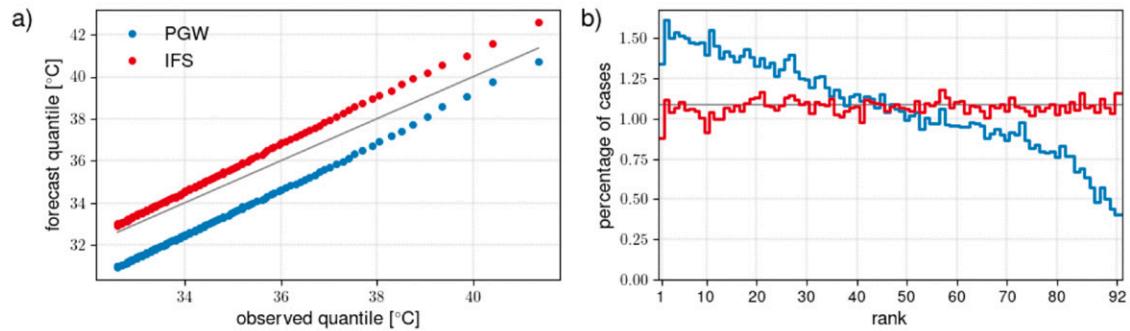 a)
PGW
IFS
42
40
38
36
34
32
forecast quantile [°C]
34 36 38 40
observed quantile [°C]
b)
1.50
1.25
1.00
0.75
0.50
0.25
0.00
percentage of cases
1 10 20 30 40 50 60 70 80 92
rank